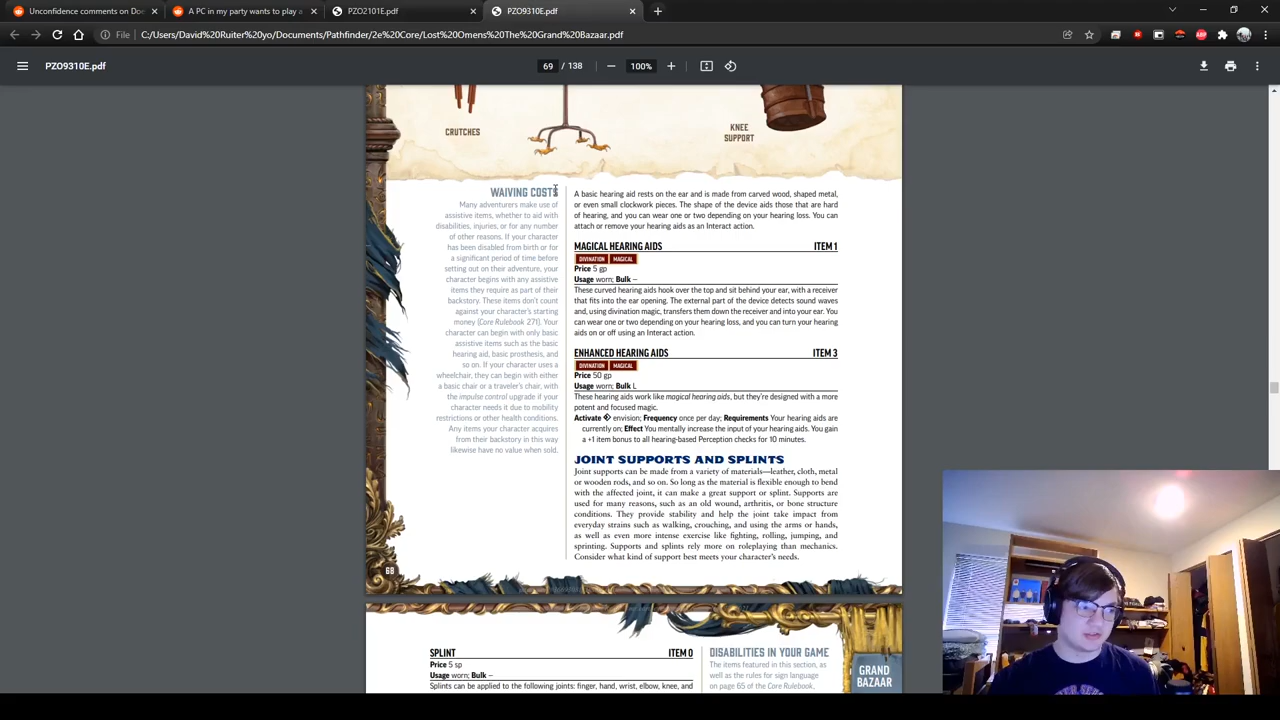 Unconfidence comments on Do
A PC in my party wants to play a
PZO2101E.pdf
PZO9310E.pdf
File
C:/Users/David%20Ruiter%20yo/Documents/Pathfinder/2e%20Core/Lost%20Omens%20The%20Grand%20Bazaar.pdf
PZO9310E.pdf
69 / 138
100%
CRUTCHES
KNEE
SUPPORT
WAIVING COSTS
Many adventurers make use of
assistive items, whether to aid with
disabilities, injuries, or for any number
of other reasons. If your character
has been disabled from birth or for
a significant period of time before
setting out on their adventure, your
character begins with any assistive
items they require as part of their
backstory. These items don't count
against your character's starting
money (Core Rulebook 271). Your
character can begin with only basic
assistive items such as the basic
hearing aid, basic prosthesis, and
so on. If your character uses a
wheelchair, they can begin with either
a basic chair or a traveler's chair, with
the impulse control upgrade if your
character needs it due to mobility
restrictions or other health conditions.
Any items your character acquires
from their backstory in this way
likewise have no value when sold.
68
A basic hearing aid rests on the ear and is made from carved wood, shaped metal,
or even small clockwork pieces. The shape of the device aids those that are hard
of hearing, and you can wear one or two depending on your hearing loss. You can
attach or remove your hearing aids as an Interact action.
MAGICAL HEARING AIDS ITEM 1
DIVINATION MAGICAL
Price 5 gp
Usage worn; Bulk –
These curved hearing aids hook over the top and sit behind your ear, with a receiver
that fits into the ear opening. The external part of the device detects sound waves
and, using divination magic, transfers them down the receiver and into your ear. You
can wear one or two depending on your hearing loss, and you can turn your hearing
aids on or off using an Interact action.
ENHANCED HEARING AIDS ITEM 3
DIVINATION MAGICAL
Price 50 gp
Usage worn; Bulk L
These hearing aids work like magical hearing aids, but they're designed with a more
potent and focused magic.
Activate envision; Frequency once per day; Requirements Your hearing aids are
currently on; Effect You mentally increase the input of your hearing aids. You gain
a +1 item bonus to all hearing-based Perception checks for 10 minutes.
JOINT SUPPORTS AND SPLINTS
Joint supports can be made from a variety of materials—leather, cloth, metal
or wooden rods, and so on. So long as the material is flexible enough to bend
with the affected joint, it can make a great support or splint. Supports are
used for many reasons, such as an old wound, arthritis, or bone structure
conditions. They provide stability and help the joint take impact from
everyday strains such as walking, crouching, and using the arms or hands,
as well as even more intense exercise like fighting, rolling, jumping, and
sprinting. Supports and splints rely more on roleplaying than mechanics.
Consider what kind of support best meets your character's needs.
SPLINT ITEM 0
Price 5 sp
Usage worn; Bulk –
Splints can be applied to the following joints: finger, hand, wrist, elbow, knee, and
DISABILITIES IN YOUR GAME
The items featured in this section, as
well as the rules for sign language
on page 65 of the Core Rulebook,
GRAND
BAZAAR